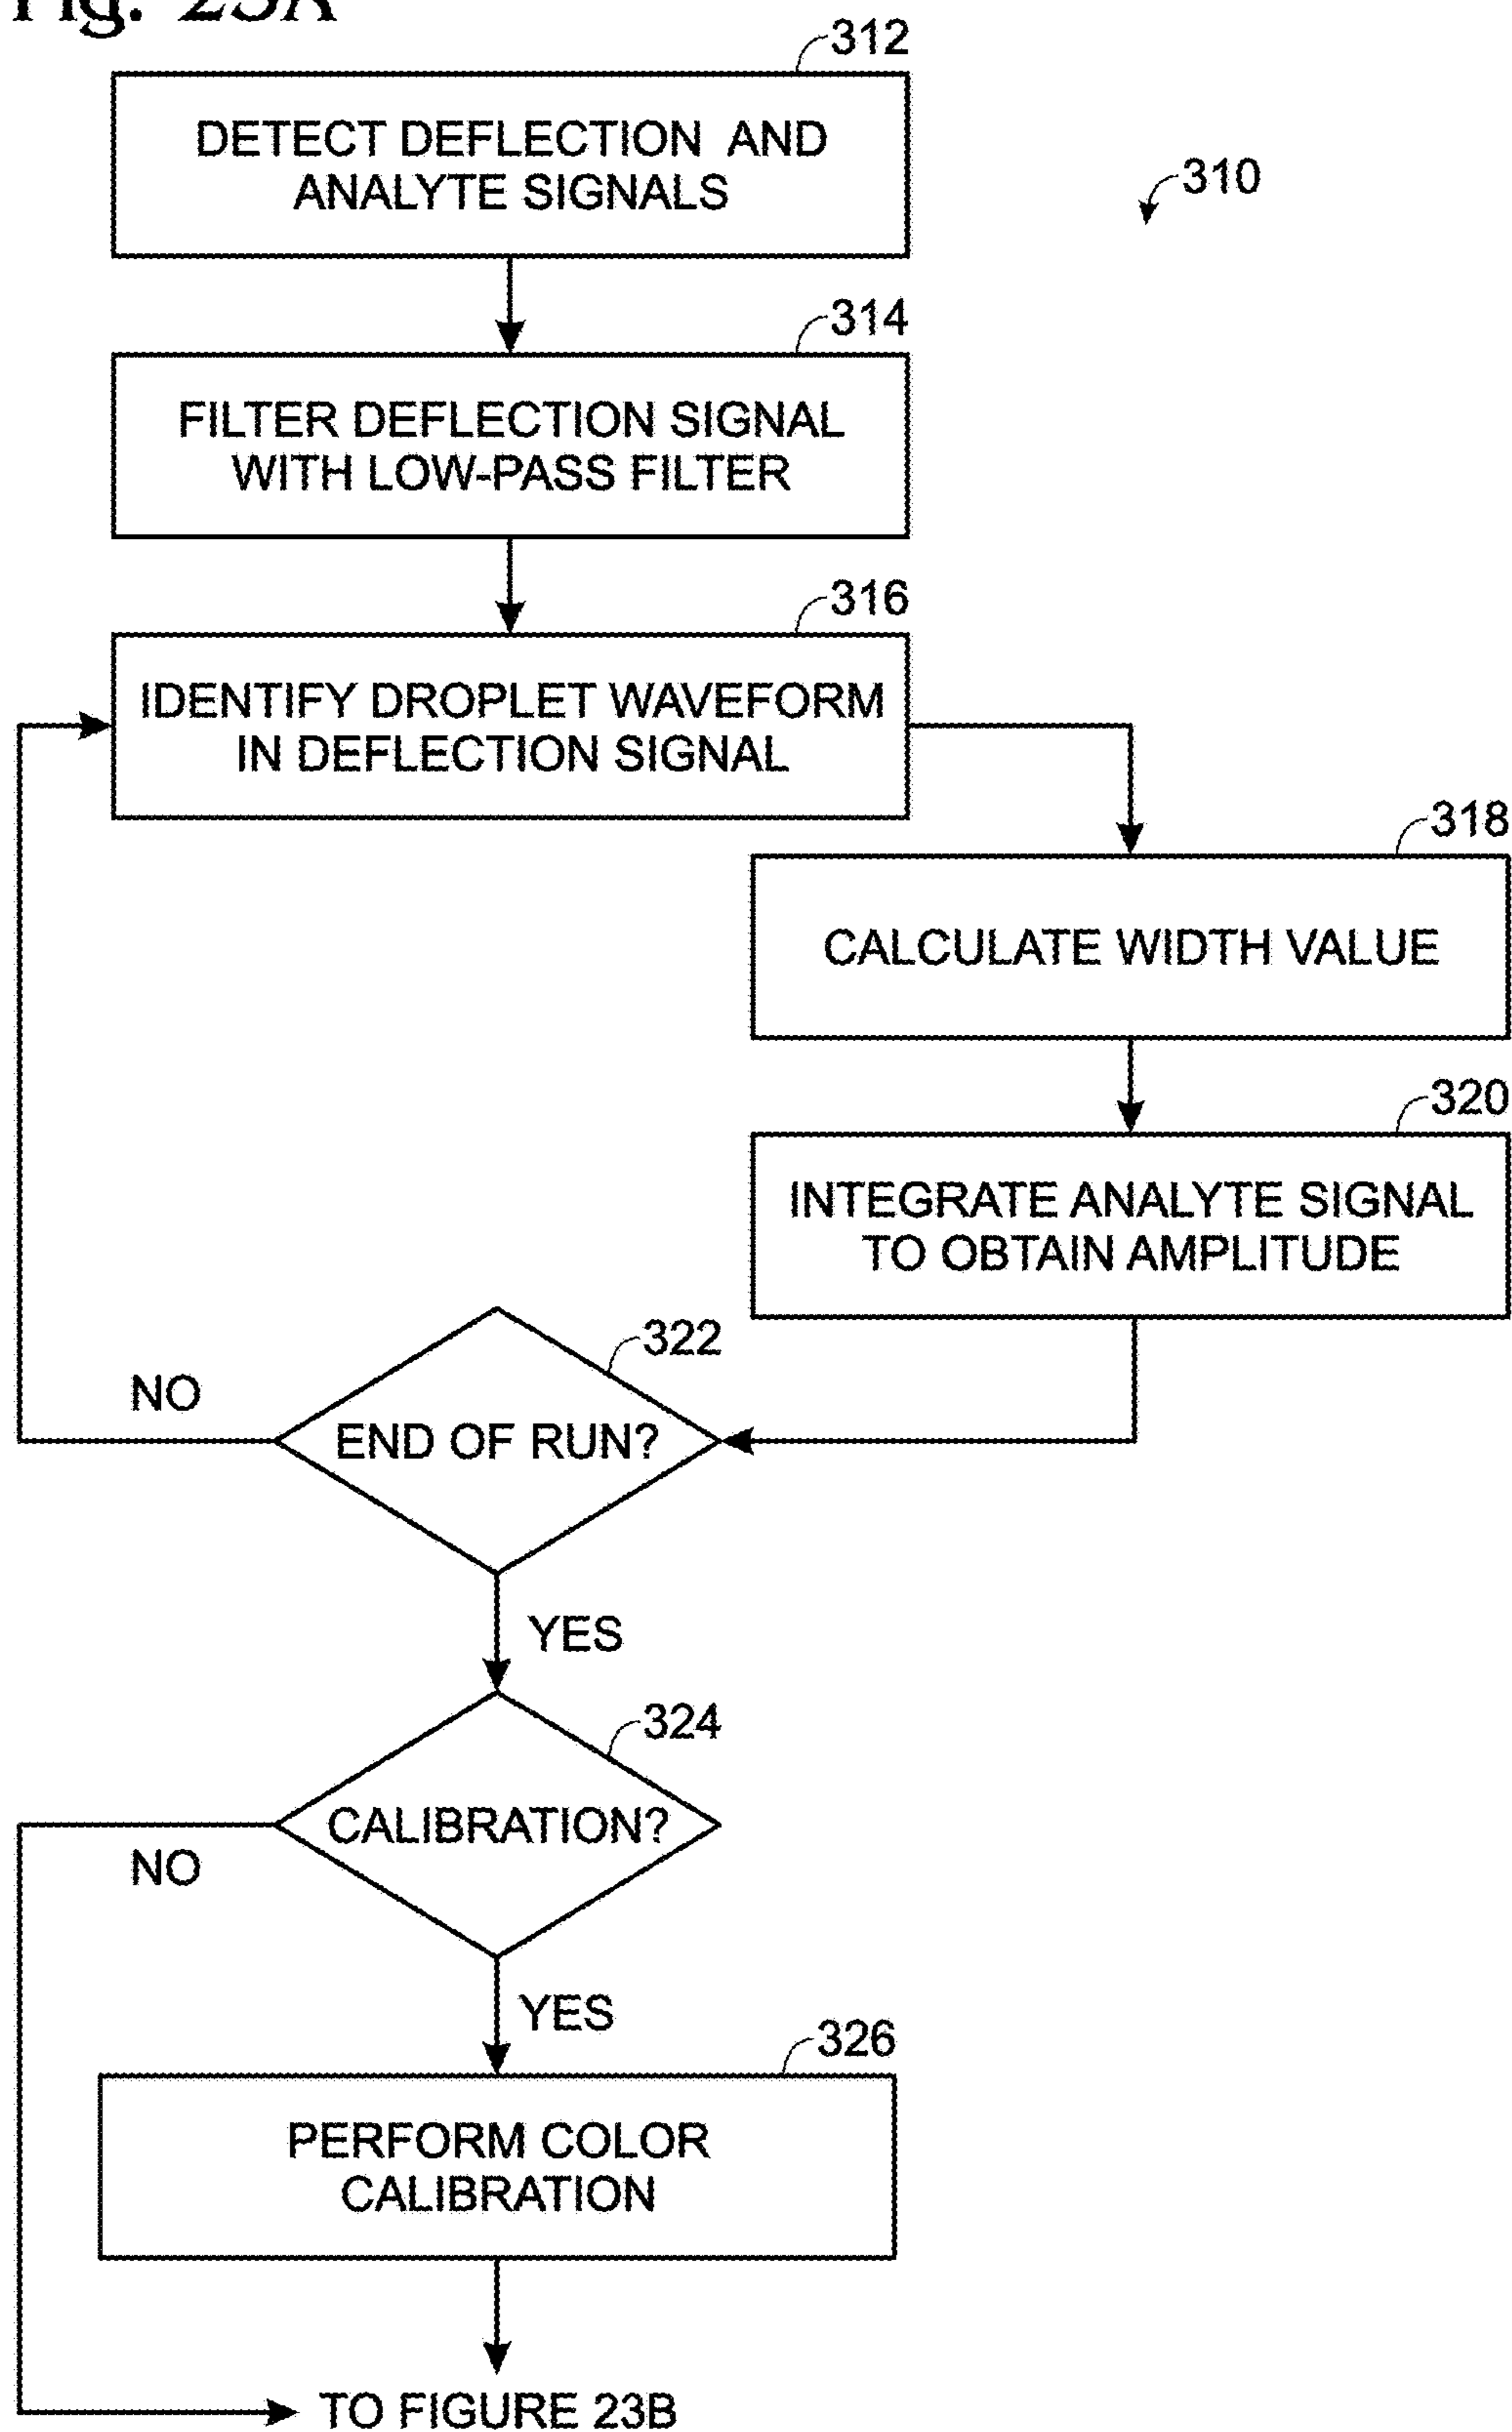 Fig. 23A
312
DETECT DEFLECTION AND
ANALYTE SIGNALS
310
314
FILTER DEFLECTION SIGNAL
WITH LOW-PASS FILTER
316
IDENTIFY DROPLET WAVEFORM
IN DEFLECTION SIGNAL
318
CALCULATE WIDTH VALUE
320
INTEGRATE ANALYTE SIGNAL
TO OBTAIN AMPLITUDE
322
NO
END OF RUN?
YES
324
CALIBRATION?
NO
YES
326
PERFORM COLOR
CALIBRATION
TO FIGURE 23B